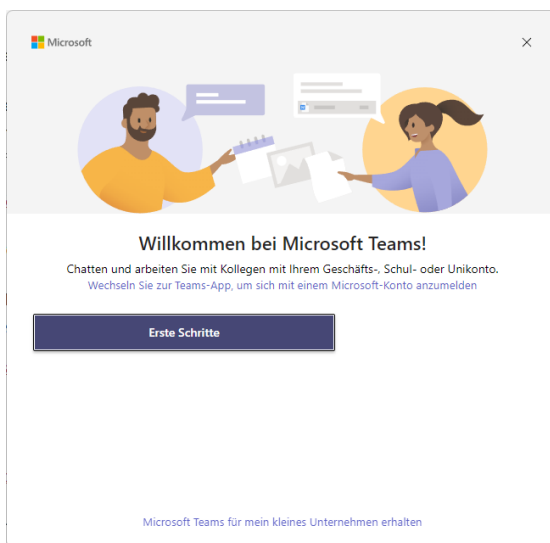 Microsoft
Willkommen bei Microsoft Teams!
Chatten und arbeiten Sie mit Kollegen mit Ihrem Geschäfts-, Schul- oder Unikonto.
Wechseln Sie zur Teams-App, um sich mit einem Microsoft-Konto anzumelden
Erste Schritte
Microsoft Teams für mein kleines Unternehmen erhalten